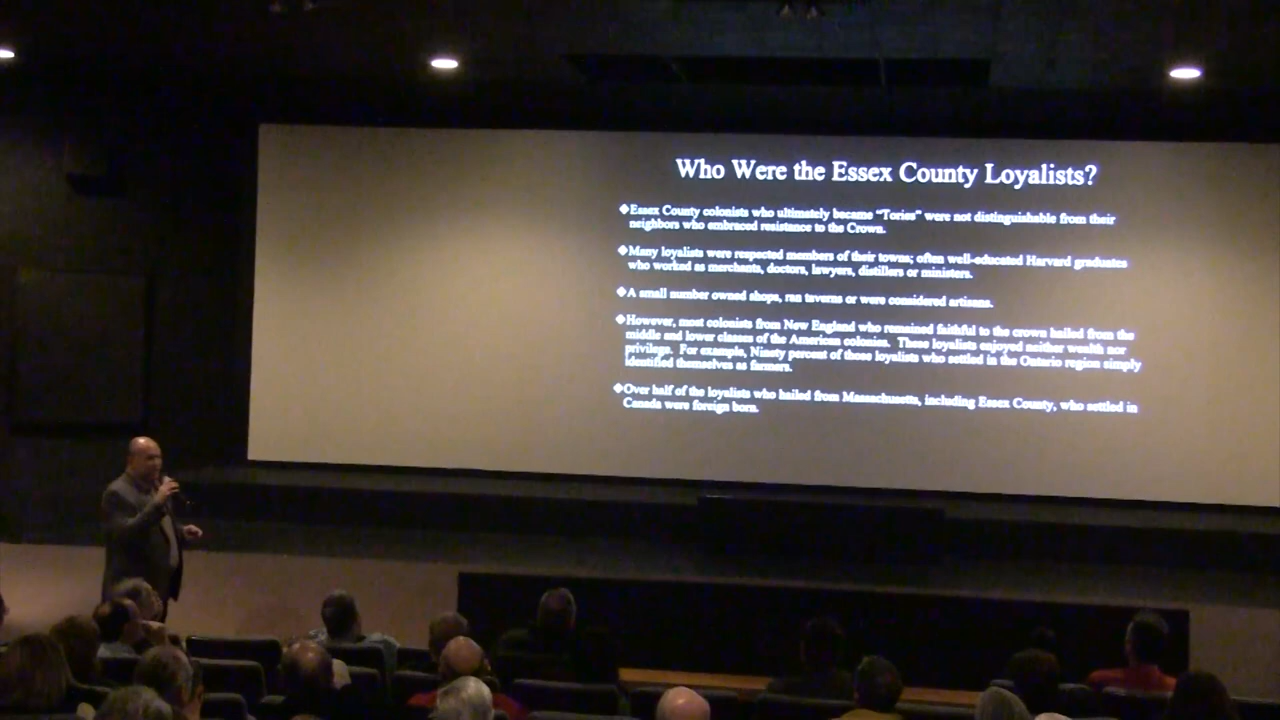 Who Were the Essex County Loyalists?
❖Essex County colonists who ultimately became "Tories" were not distinguishable from their
neighbors who embraced resistance to the Crown.
❖Many loyalists were respected members of their towns; often well-educated Harvard graduates
who worked as merchants, doctors, lawyers, distillers or ministers.
❖A small number owned shops, ran taverns or were considered artisans.
❖However, most colonists from New England who remained faithful to the crown hailed from the
middle and lower classes of the American colonies. These loyalists enjoyed neither wealth nor
privilege. For example, Ninety percent of those loyalists who settled in the Ontario region simply
identified themselves as farmers.
❖Over half of the loyalists who hailed from Massachusetts, including Essex County, who settled in
Canada were foreign born.